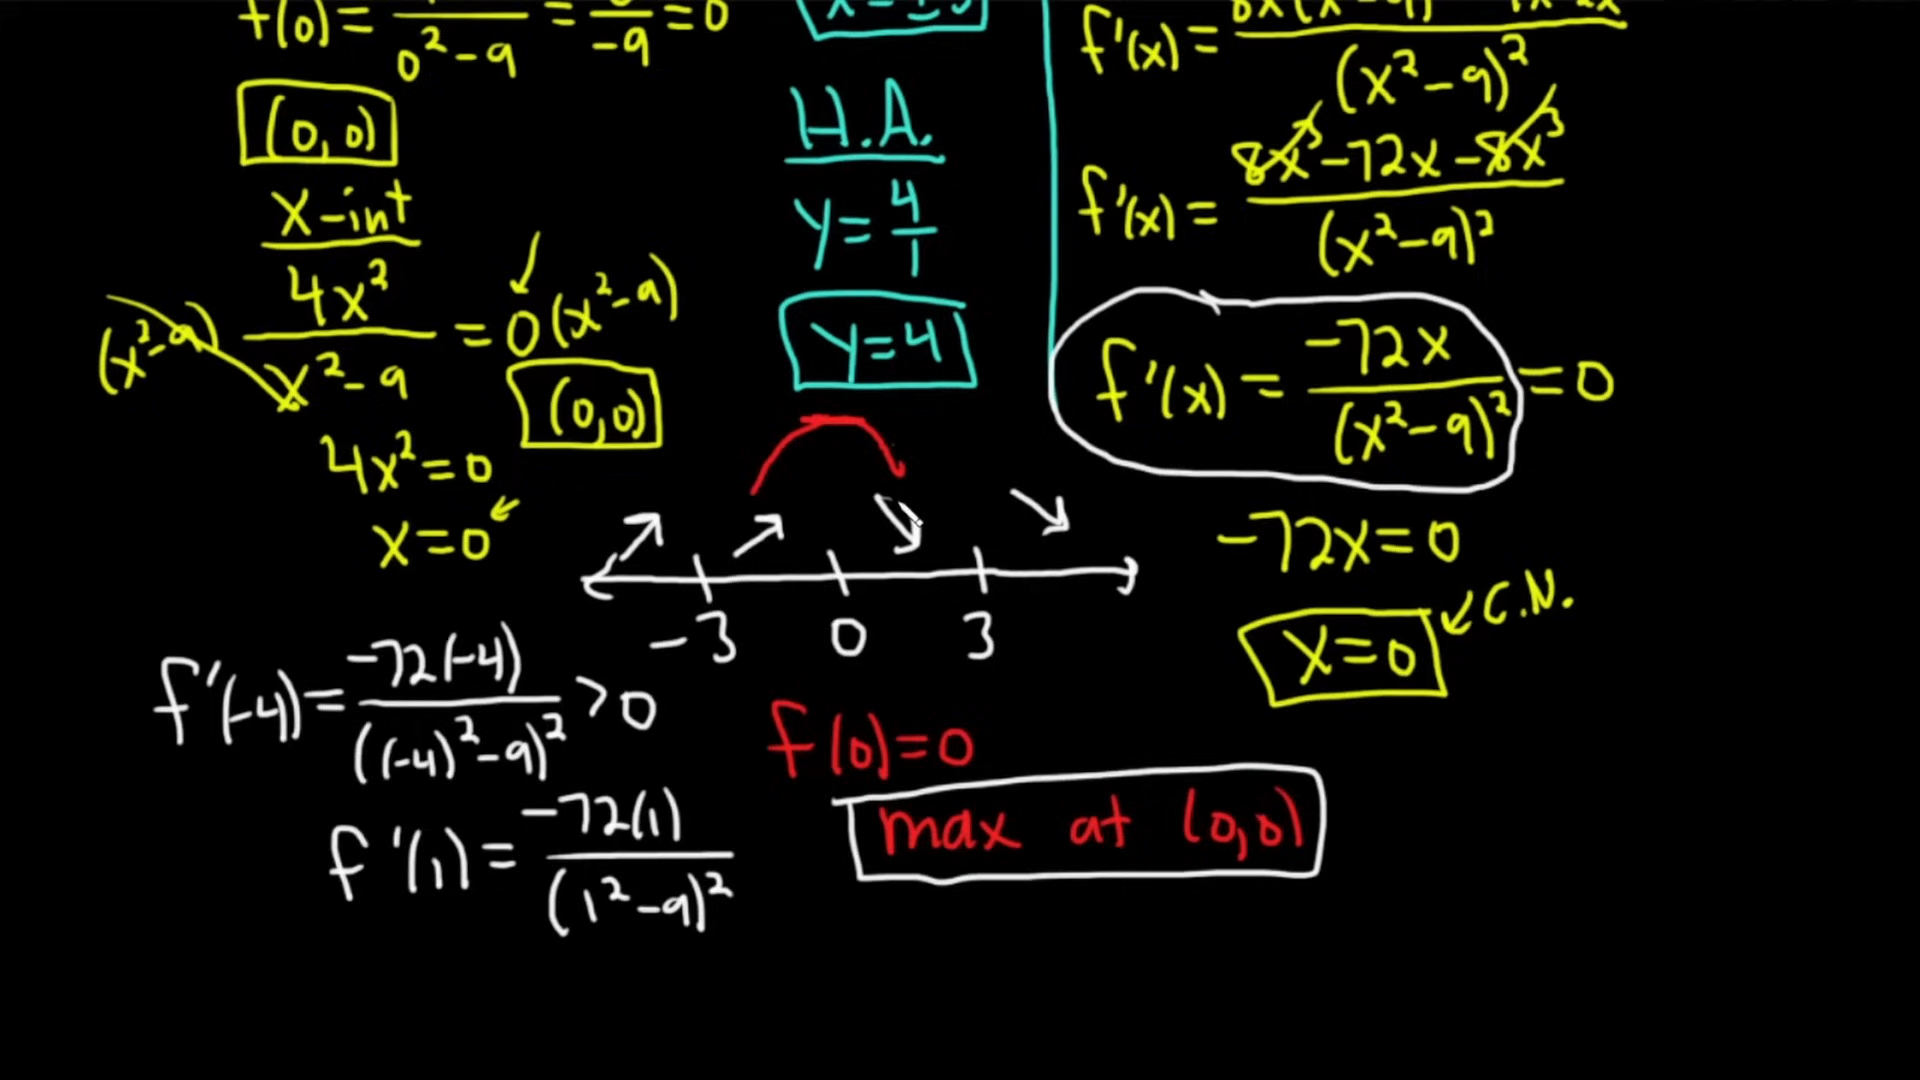 f(0) = / 0² - 9 = / -9 = 0
(0, 0)
X-int
(x² - 9) 4x² / x² - 9 = 0 (x² - 9)
(0, 0)
4x² = 0
x = 0
H.A.
Y = 4/1
Y = 4
f'(x) = / (x² - 9)²
f'(x) = 8x³ - 72x - 8x³ / (x² - 9)²
f'(x) = -72x / (x² - 9)² = 0
-72x = 0
x = 0 C.N.
-3 0 3
f'(-4) = -72(-4) / ((-4)² - 9)² > 0
f'(1) = -72(1) / (1² - 9)²
f(0) = 0
max at (0, 0)